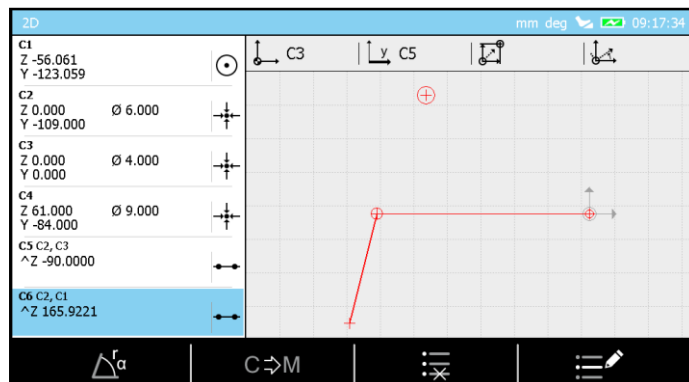 2D
mm deg 09:17:34
C1
Z -56.061
Y -123.059
C2
Z 0.000 Ø 6.000
Y -109.000
C3
Z 0.000 Ø 4.000
Y 0.000
C4
Z 61.000 Ø 9.000
Y -84.000
C5 C2, C3
^Z -90.0000
C6 C2, C1
^Z 165.9221
C3
y C5
r α
C⇨M